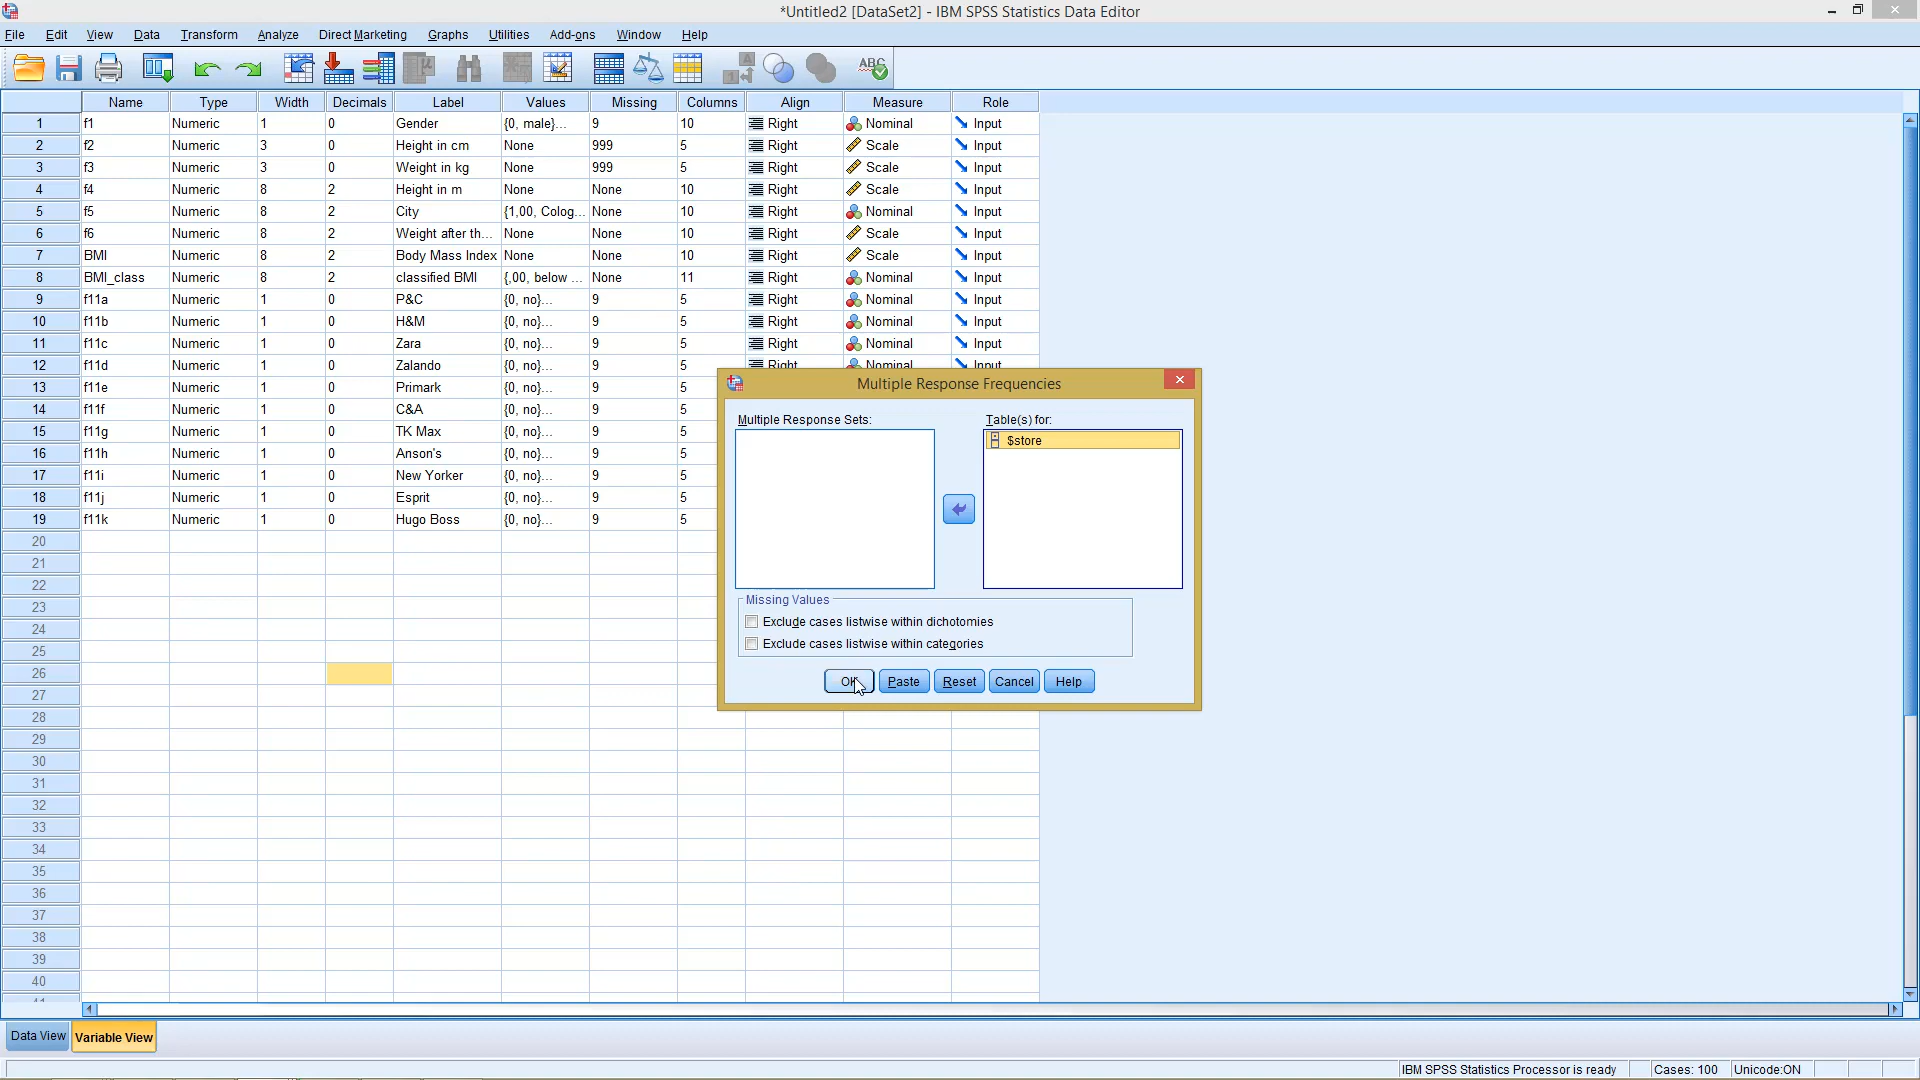 *Untitled2 [DataSet2] - IBM SPSS Statistics Data Editor
File Edit View Data Transform Analyze Direct Marketing Graphs Utilities Add-ons Window Help
Name Type Width Decimals Label Values Missing Columns Align Measure Role
1 f1 Numeric 1 0 Gender {0, male}... 9 10 Right Nominal Input
2 f2 Numeric 3 0 Height in cm None 999 5 Right Scale Input
3 f3 Numeric 3 0 Weight in kg None 999 5 Right Scale Input
4 f4 Numeric 8 2 Height in m None None 10 Right Scale Input
5 f5 Numeric 8 2 City {1,00, Colog... None 10 Right Nominal Input
6 f6 Numeric 8 2 Weight after th... None None 10 Right Scale Input
7 BMI Numeric 8 2 Body Mass Index None None 10 Right Scale Input
8 BMI_class Numeric 8 2 classified BMI {,00, below ... None 11 Right Nominal Input
9 f11a Numeric 1 0 P&C {0, no}... 9 5 Right Nominal Input
10 f11b Numeric 1 0 H&M {0, no}... 9 5 Right Nominal Input
11 f11c Numeric 1 0 Zara {0, no}... 9 5 Right Nominal Input
12 f11d Numeric 1 0 Zalando {0, no}... 9 5 Right Nominal Input
13 f11e Numeric 1 0 Primark {0, no}... 9 5
14 f11f Numeric 1 0 C&A {0, no}... 9 5
15 f11g Numeric 1 0 TK Max {0, no}... 9 5
16 f11h Numeric 1 0 Anson's {0, no}... 9 5
17 f11i Numeric 1 0 New Yorker {0, no}... 9 5
18 f11j Numeric 1 0 Esprit {0, no}... 9 5
19 f11k Numeric 1 0 Hugo Boss {0, no}... 9 5
20
21
22
23
24
25
26
27
28
29
30
31
32
33
34
35
36
37
38
39
40
Multiple Response Frequencies
Multiple Response Sets: Table(s) for:
$store
Missing Values
Exclude cases listwise within dichotomies
Exclude cases listwise within categories
OK Paste Reset Cancel Help
Data View Variable View
IBM SPSS Statistics Processor is ready Cases: 100 Unicode:ON